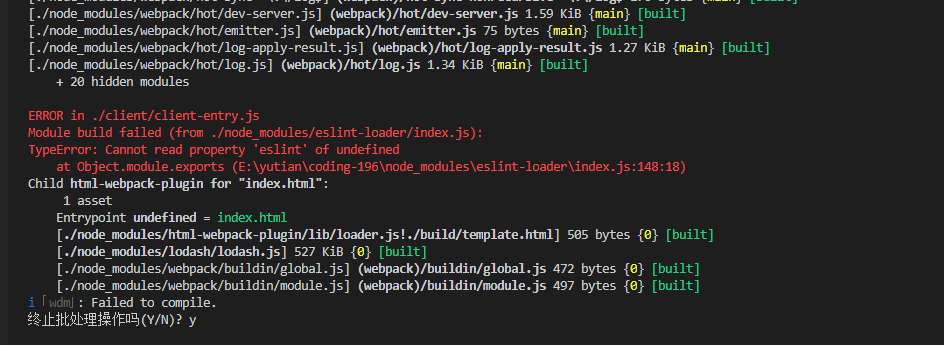 [./node_modules/webpack/hot/dev-server.js] (webpack)/hot/dev-server.js 1.59 KiB {main} [built]
[./node_modules/webpack/hot/emitter.js] (webpack)/hot/emitter.js 75 bytes {main} [built]
[./node_modules/webpack/hot/log-apply-result.js] (webpack)/hot/log-apply-result.js 1.27 KiB {main} [built]
[./node_modules/webpack/hot/log.js] (webpack)/hot/log.js 1.34 KiB {main} [built]
+ 20 hidden modules
ERROR in ./client/client-entry.js
Module build failed (from ./node_modules/eslint-loader/index.js):
TypeError: Cannot read property 'eslint' of undefined
at Object.module.exports (E:\yutian\coding-196\node_modules\eslint-loader\index.js:148:18)
Child html-webpack-plugin for "index.html":
1 asset
Entrypoint undefined = index.html
[./node_modules/html-webpack-plugin/lib/loader.js!./build/template.html] 505 bytes {0} [built]
[./node_modules/lodash/lodash.js] 527 KiB {0} [built]
[./node_modules/webpack/buildin/global.js] (webpack)/buildin/global.js 472 bytes {0} [built]
[./node_modules/webpack/buildin/module.js] (webpack)/buildin/module.js 497 bytes {0} [built]
i ｢wdm｣: Failed to compile.
终止批处理操作吗(Y/N)? y